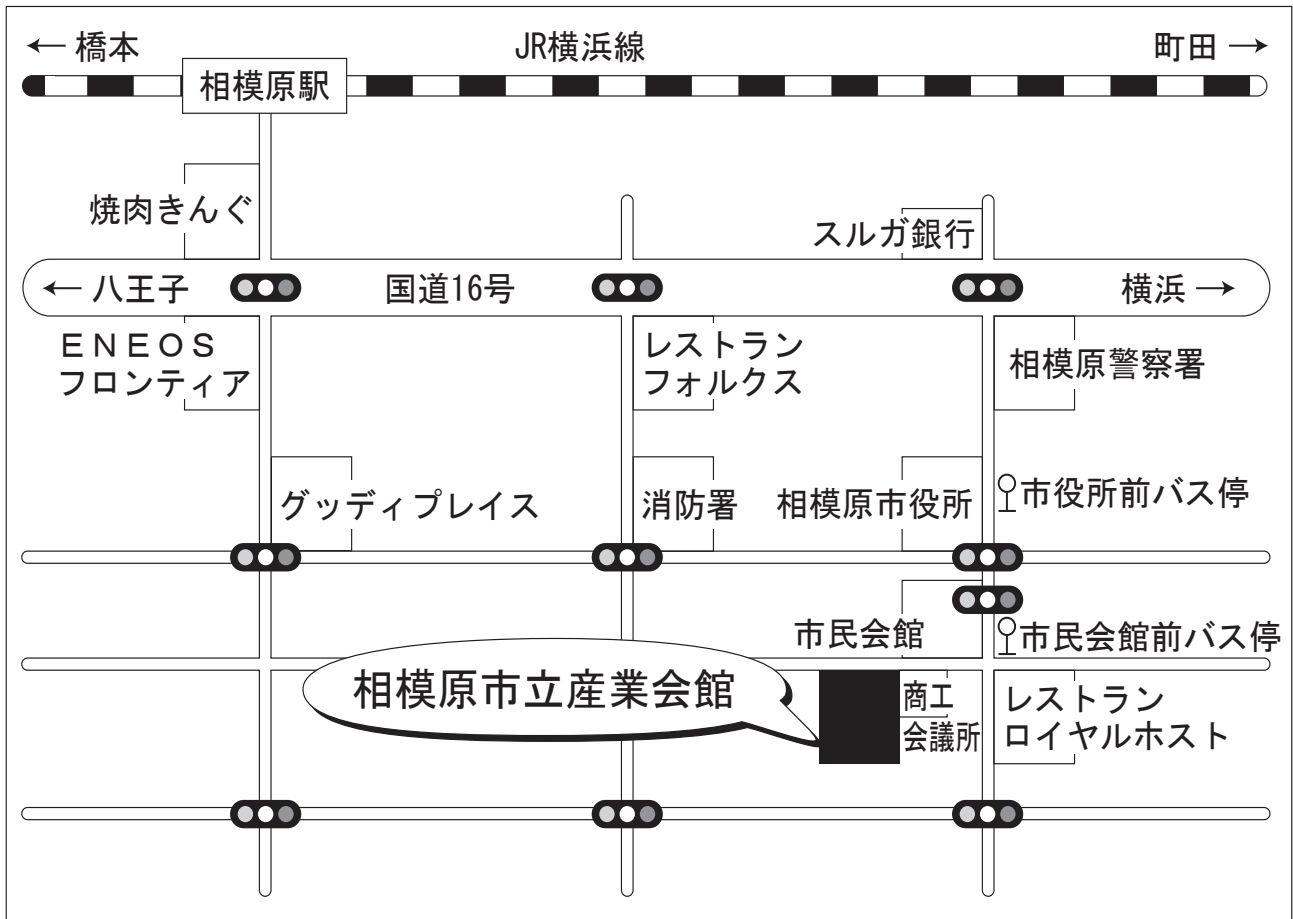 ← 橋本
JR横浜線
町田 →
相模原駅
焼肉きんぐ
スルガ銀行
← 八王子
国道16号
横浜 →
ＥＮＥＯＳ
フロンティア
レストラン
フォルクス
相模原警察署
グッディプレイス
消防署
相模原市役所
市役所前バス停
市民会館
市民会館前バス停
相模原市立産業会館
商工
会議所
レストラン
ロイヤルホスト